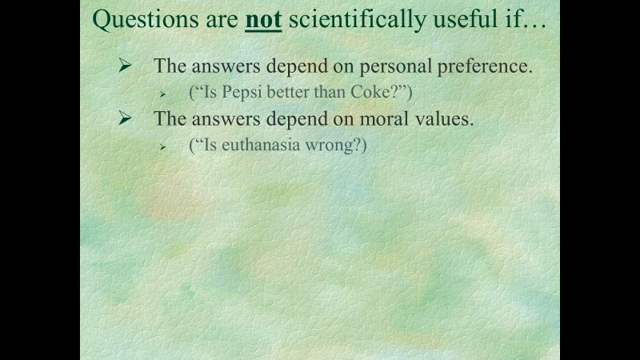 Questions are not scientifically useful if…
The answers depend on personal preference.
(“Is Pepsi better than Coke?”)
The answers depend on moral values.
(“Is euthanasia wrong?)